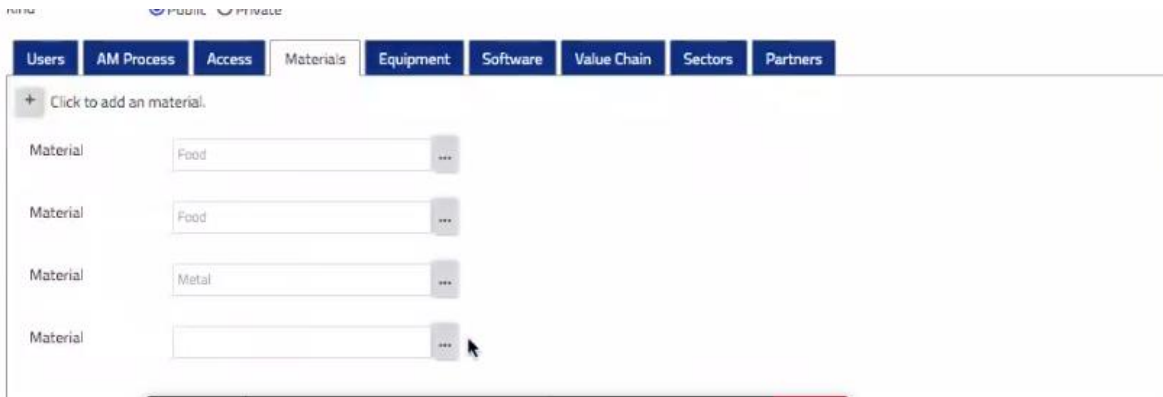 Kind Public Private
Users AM Process Access Materials Equipment Software Value Chain Sectors Partners
+ Click to add an material.
Material Food ...
Material Food ...
Material Metal ...
Material ...